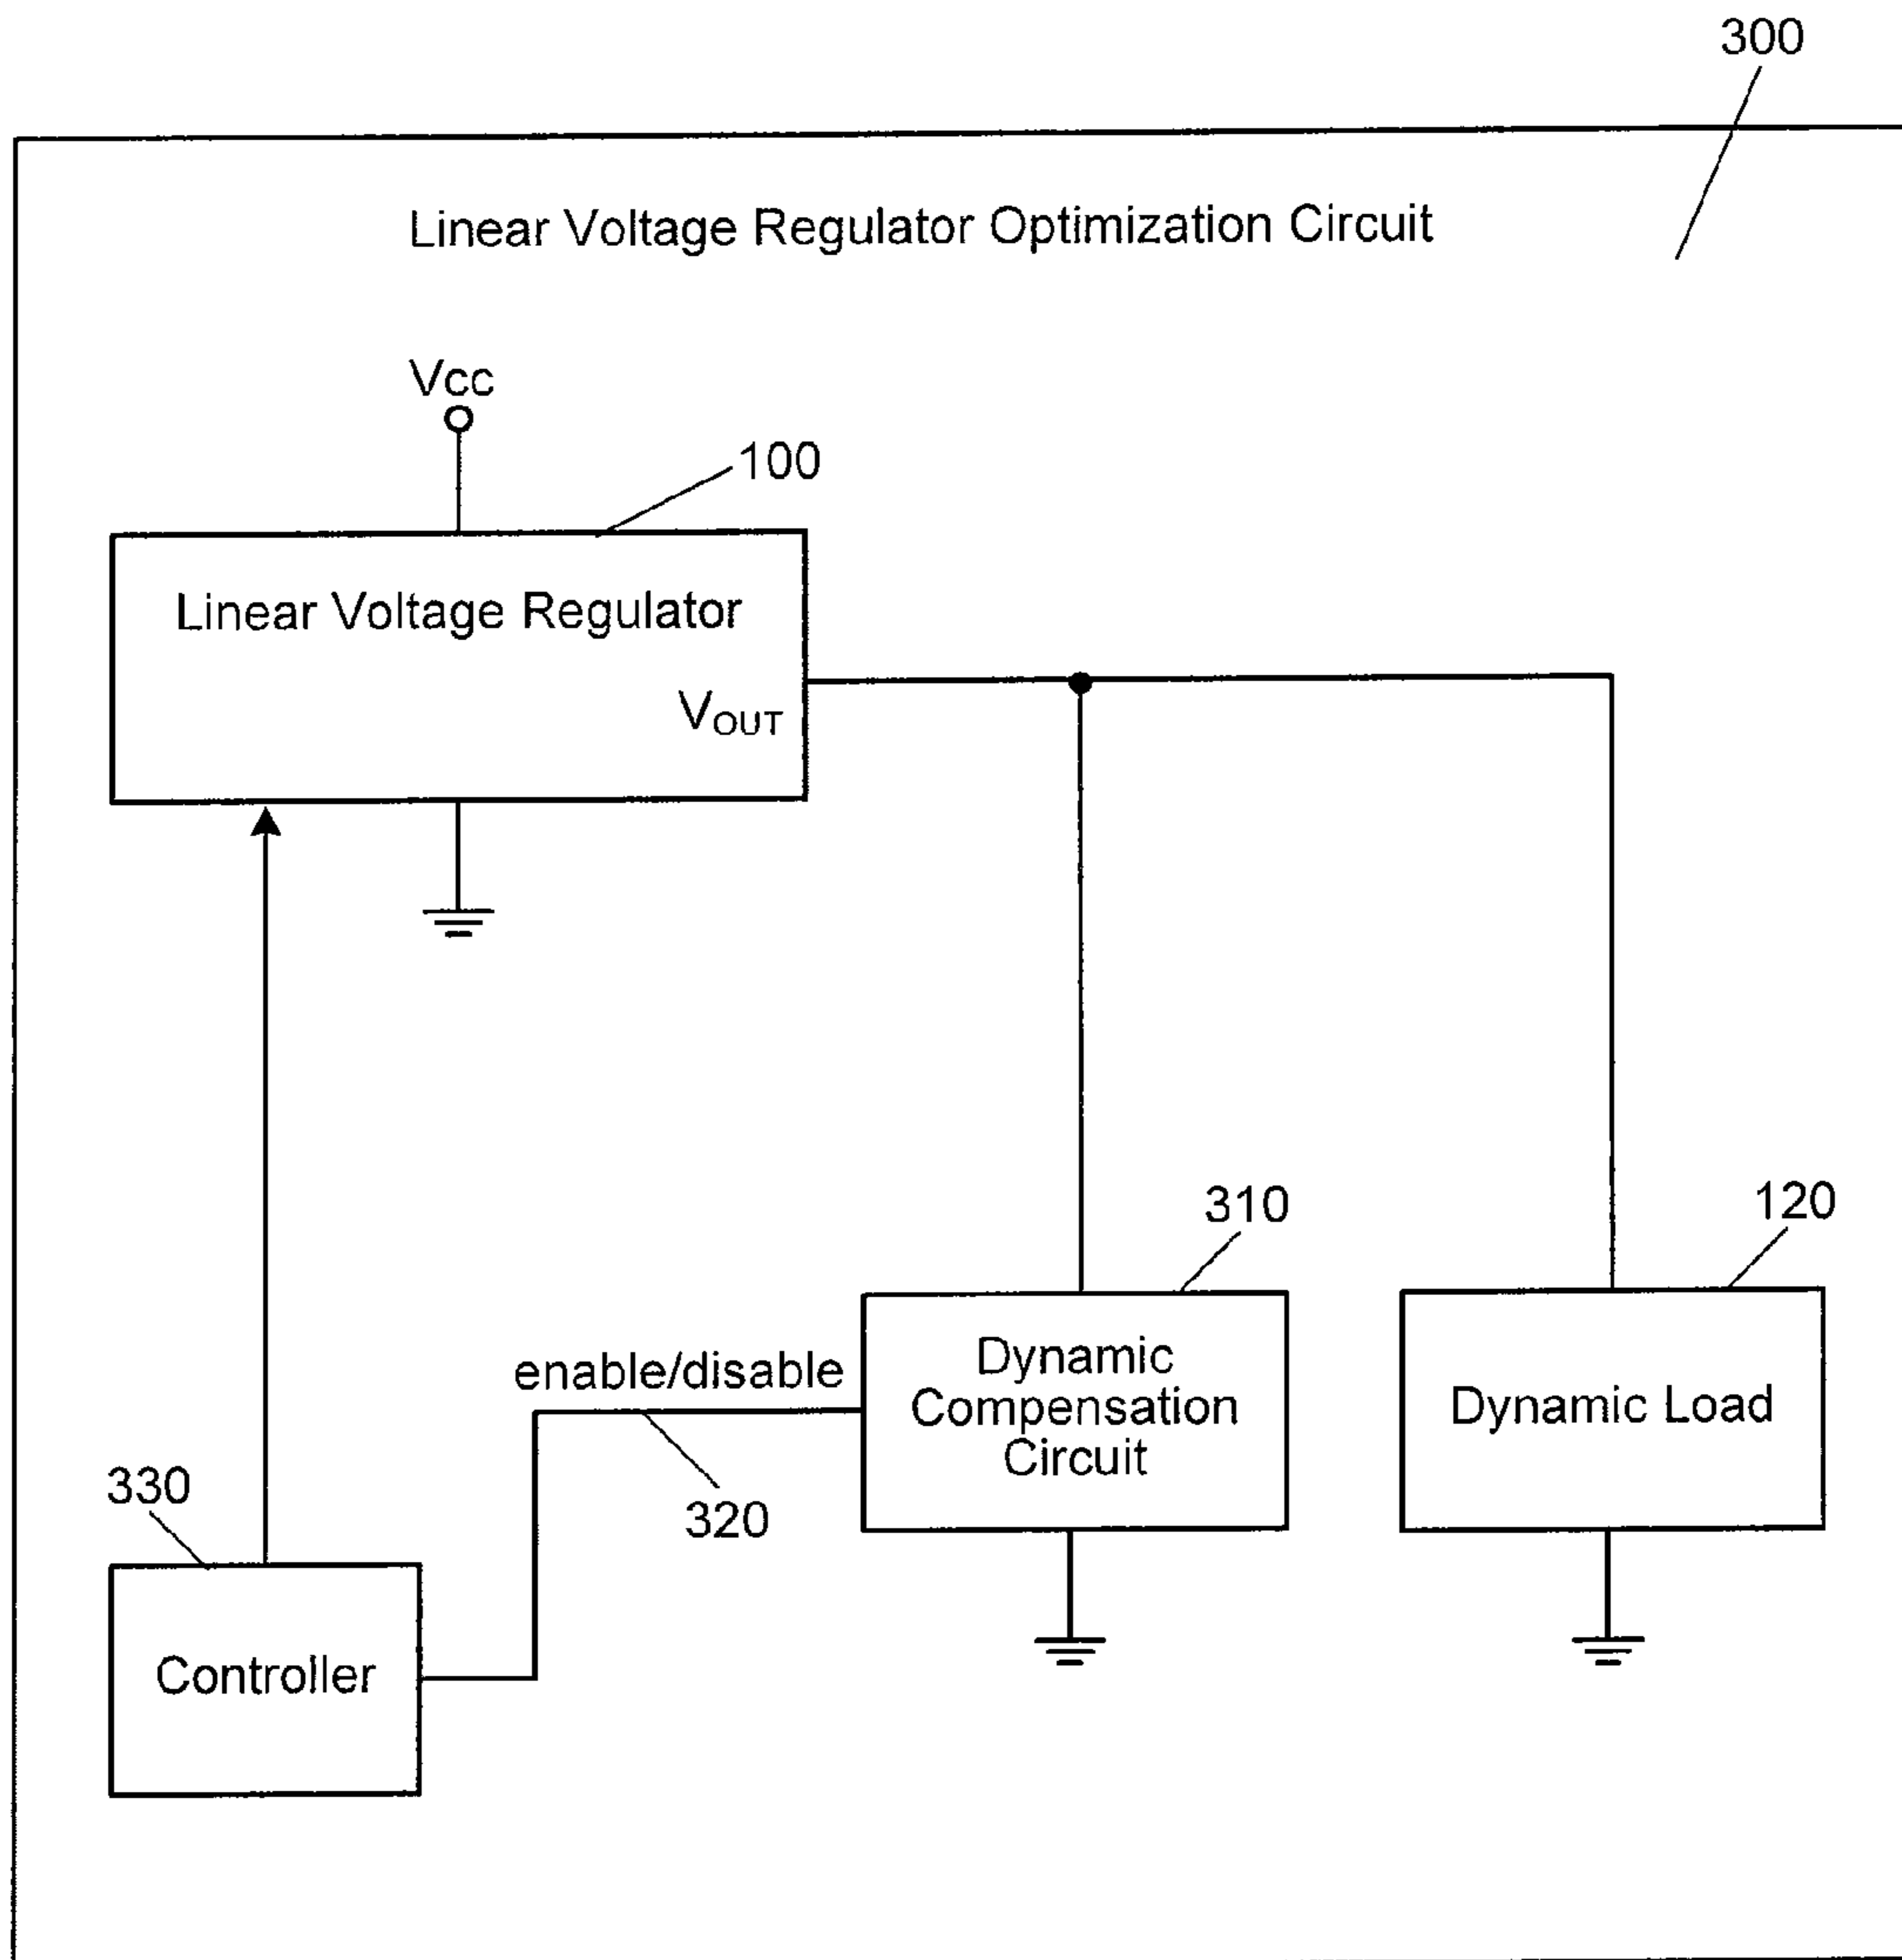 300
Linear Voltage Regulator Optimization Circuit
Vcc
100
Linear Voltage Regulator
VOUT
310
120
enable/disable
Dynamic
Compensation
Circuit
Dynamic Load
330
320
Controller